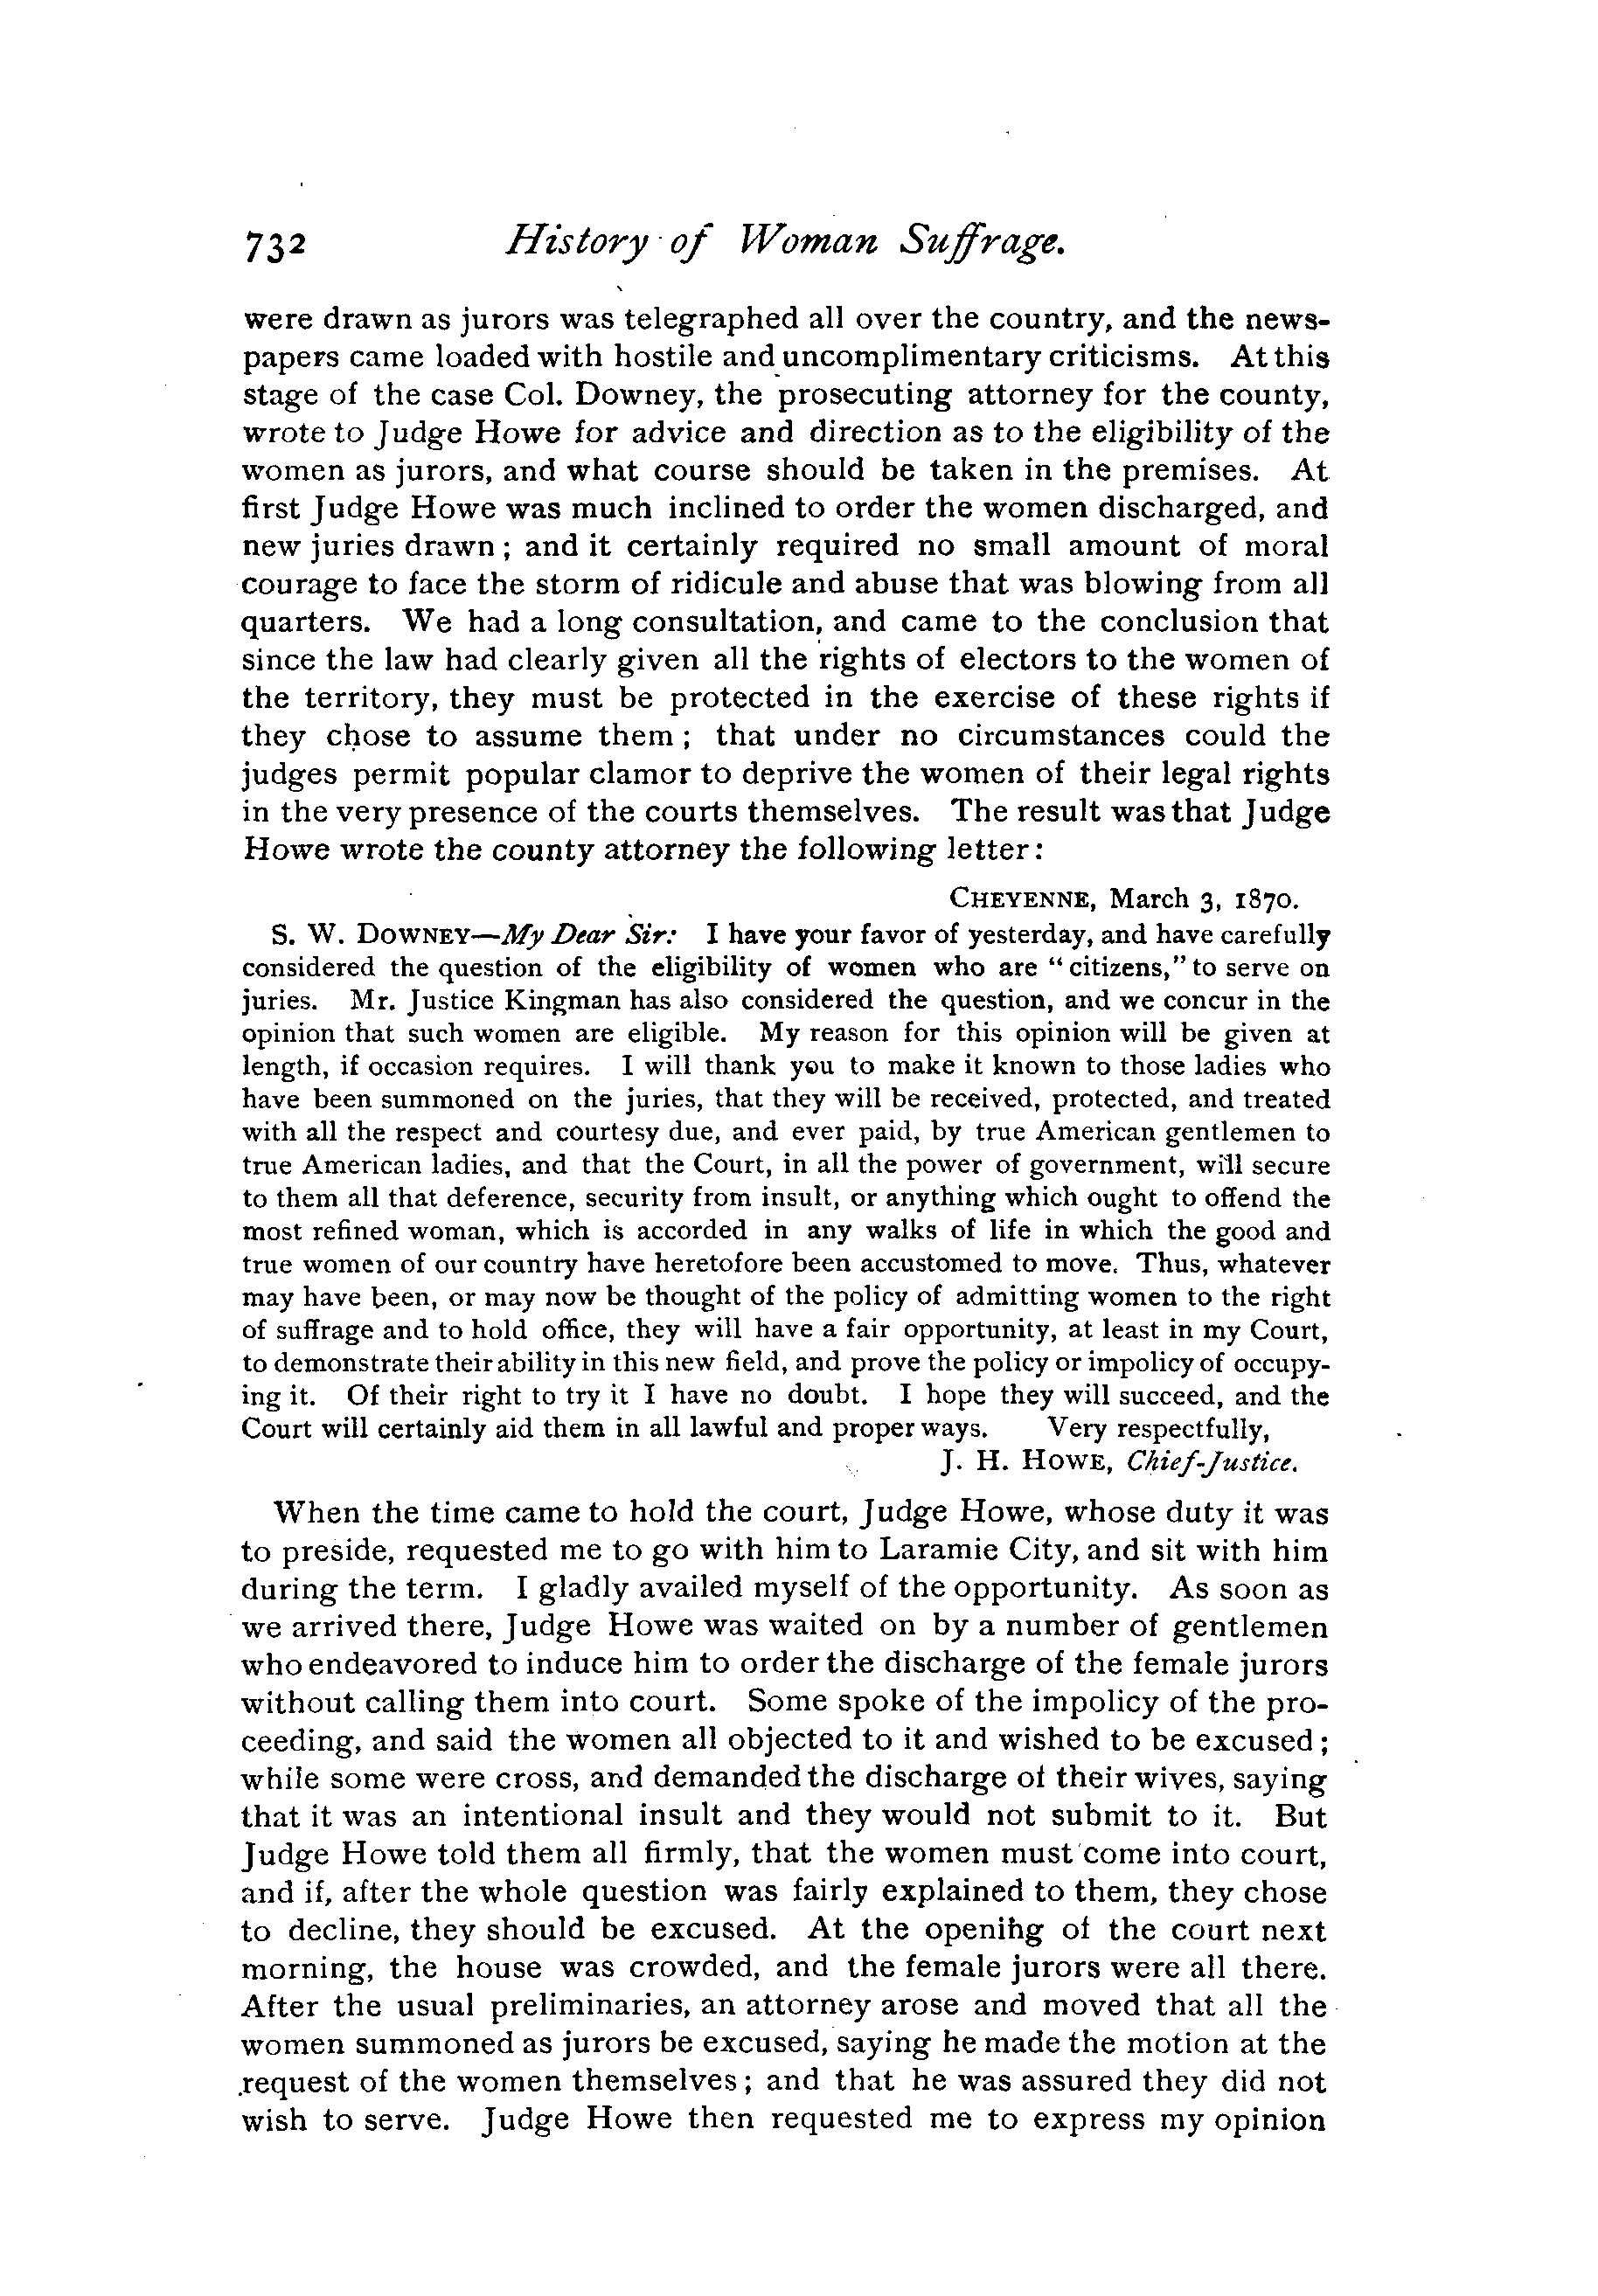 732 History of Woman Suffrage.
were drawn as jurors was telegraphed all over the country, and the news-
papers came loaded with hostile and uncomplimentary criticisms. At this
stage of the case Col. Downey, the prosecuting attorney for the county,
wrote to Judge Howe for advice and direction as to the eligibility of the
women as jurors, and what course should be taken in the premises. At
first Judge Howe was much inclined to order the women discharged, and
new juries drawn ; and it certainly required no small amount of moral
courage to face the storm of ridicule and abuse that was blowing from all
quarters. We had a long consultation, and came to the conclusion that
since the law had clearly given all the rights of electors to the women of
the territory, they must be protected in the exercise of these rights if
they chose to assume them ; that under no circumstances could the
judges permit popular clamor to deprive the women of their legal rights
in the very presence of the courts themselves. The result was that Judge
Howe wrote the county attorney the following letter:
CHEYENNE, March 3, 1870.
S. W. DOWNEY—My Dear Sir: I have your favor of yesterday, and have carefully
considered the question of the eligibility of women who are "citizens," to serve on
juries. Mr. Justice Kingman has also considered the question, and we concur in the
opinion that such women are eligible. My reason for this opinion will be given at
length, if occasion requires. I will thank you to make it known to those ladies who
have been summoned on the juries, that they will be received, protected, and treated
with all the respect and courtesy due, and ever paid, by true American gentlemen to
true American ladies, and that the Court, in all the power of government, will secure
to them all that deference, security from insult, or anything which ought to offend the
most refined woman, which is accorded in any walks of life in which the good and
true women of our country have heretofore been accustomed to move. Thus, whatever
may have been, or may now be thought of the policy of admitting women to the right
of suffrage and to hold office, they will have a fair opportunity, at least in my Court,
to demonstrate their ability in this new field, and prove the policy or impolicy of occupy-
ing it. Of their right to try it I have no doubt. I hope they will succeed, and the
Court will certainly aid them in all lawful and proper ways. Very respectfully,
J. H. HOWE, Chief-Justice.
When the time came to hold the court, Judge Howe, whose duty it was
to preside, requested me to go with him to Laramie City, and sit with him
during the term. I gladly availed myself of the opportunity. As soon as
we arrived there, Judge Howe was waited on by a number of gentlemen
who endeavored to induce him to order the discharge of the female jurors
without calling them into court. Some spoke of the impolicy of the pro-
ceeding, and said the women all objected to it and wished to be excused ;
while some were cross, and demanded the discharge of their wives, saying
that it was an intentional insult and they would not submit to it. But
Judge Howe told them all firmly, that the women must come into court,
and if, after the whole question was fairly explained to them, they chose
to decline, they should be excused. At the opening of the court next
morning, the house was crowded, and the female jurors were all there.
After the usual preliminaries, an attorney arose and moved that all the
women summoned as jurors be excused, saying he made the motion at the
request of the women themselves ; and that he was assured they did not
wish to serve. Judge Howe then requested me to express my opinion